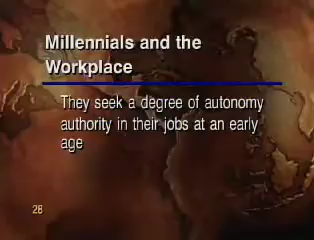 Millennials and the
Workplace
They seek a degree of autonomy
authority in their jobs at an early
age
28